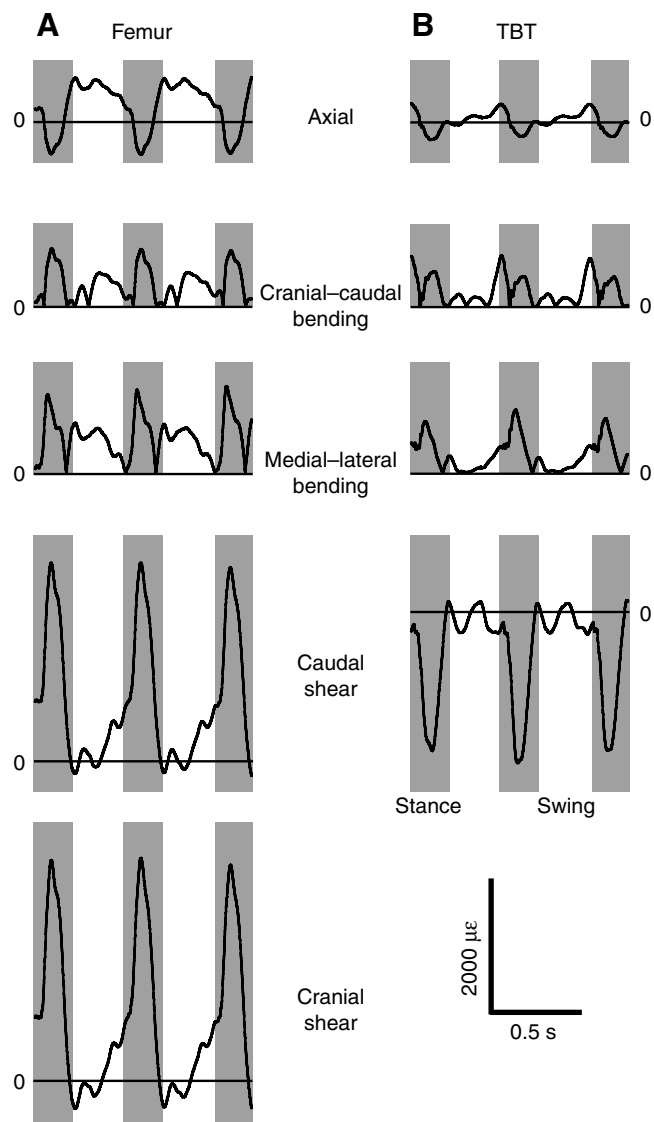 A Femur
B TBT
0 Axial 0
0 Cranial–caudal 0
bending
0 Medial–lateral 0
bending
0 Caudal 0
shear
Stance Swing
0 Cranial
shear
2000 με
0.5 s